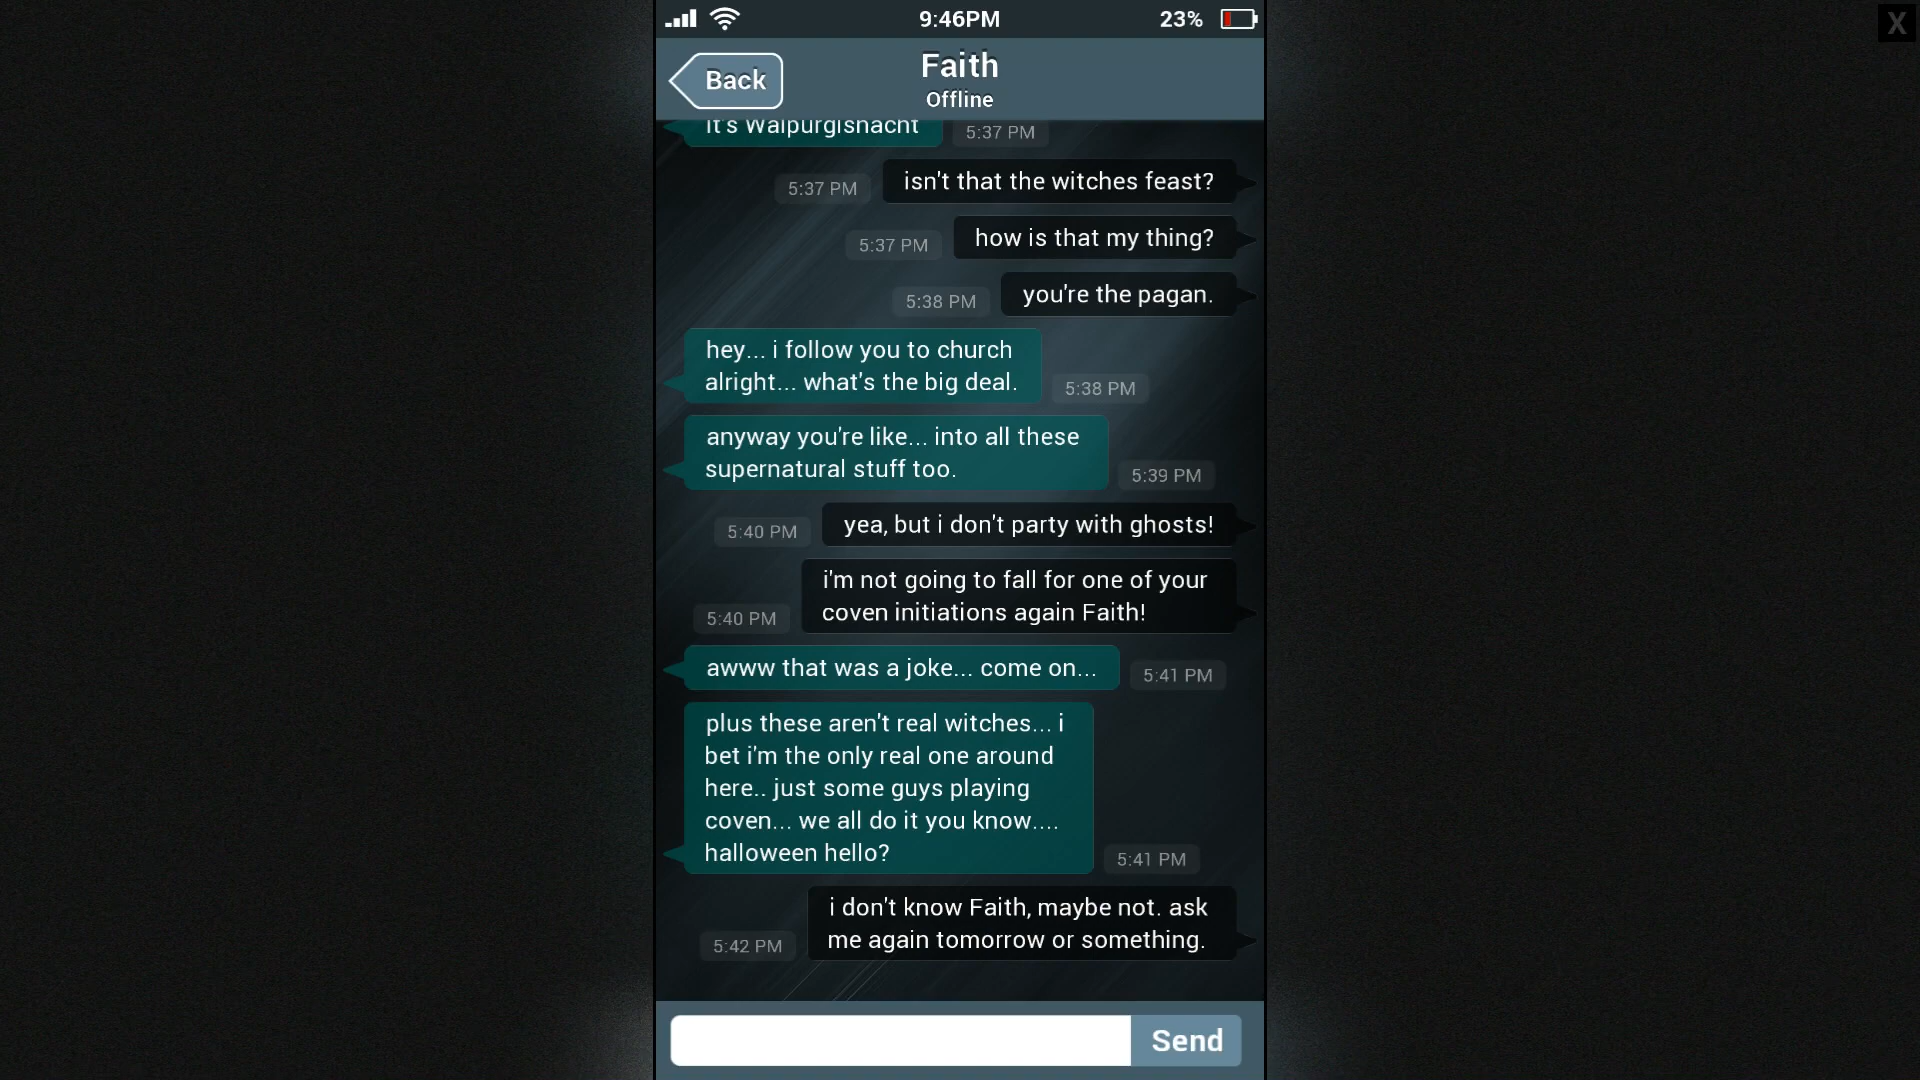 9:46PM
23%
X
Back
Faith
Offline
it's Walpurgisnacht
5:37 PM
isn't that the witches feast?
5:37 PM
how is that my thing?
5:37 PM
you're the pagan.
5:38 PM
hey... i follow you to church
alright... what's the big deal.
5:38 PM
anyway you're like... into all these
supernatural stuff too.
5:39 PM
yea, but i don't party with ghosts!
5:40 PM
i'm not going to fall for one of your
coven initiations again Faith!
5:40 PM
awww that was a joke... come on...
5:41 PM
plus these aren't real witches... i
bet i'm the only real one around
here.. just some guys playing
coven... we all do it you know....
halloween hello?
5:41 PM
i don't know Faith, maybe not. ask
me again tomorrow or something.
5:42 PM
Send